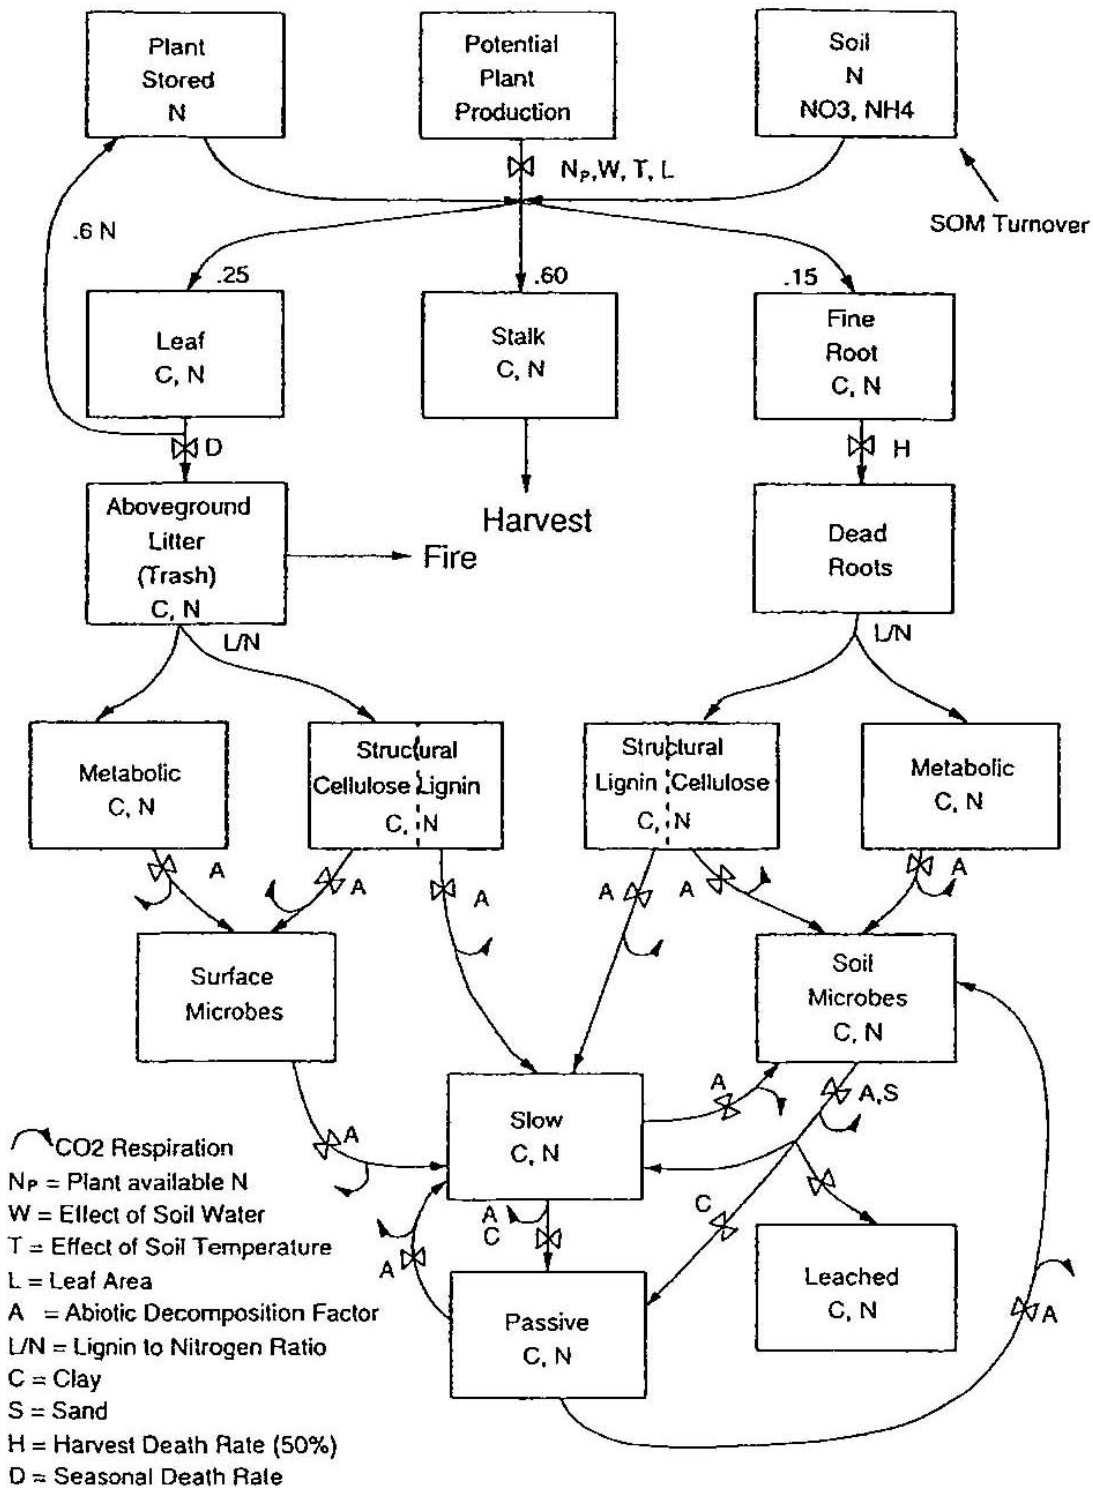 Plant
Stored
N
Potential
Plant
Production
Soil
N
NO3, NH4
NP,W, T, L
SOM Turnover
.6 N
.25
.60
.15
Leaf
C, N
Stalk
C, N
Fine
Root
C, N
D
H
Aboveground
Litter
(Trash)
C, N
Fire
Harvest
Dead
Roots
L/N
L/N
Metabolic
C, N
Structural
Cellulose Lignin
C, N
Structural
Lignin Cellulose
C, N
Metabolic
C, N
A
A
A
A
A
A
Surface
Microbes
Soil
Microbes
C, N
A
A
A,S
Slow
C, N
A
C
C
A
Passive
C, N
Leached
C, N
A
CO2 Respiration
NP = Plant available N
W = Effect of Soil Water
T = Effect of Soil Temperature
L = Leaf Area
A = Abiotic Decomposition Factor
L/N = Lignin to Nitrogen Ratio
C = Clay
S = Sand
H = Harvest Death Rate (50%)
D = Seasonal Death Rate